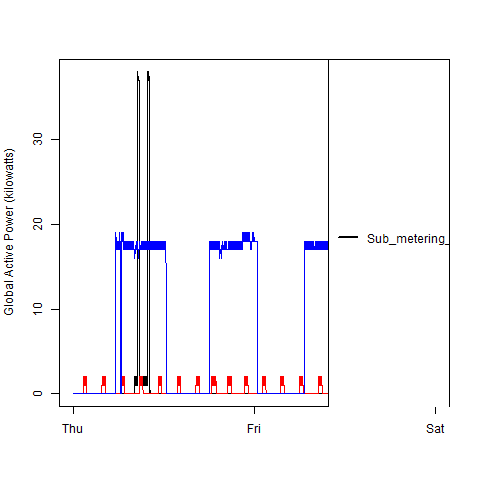 Global Active Power (kilowatts)
30
20
10
0
Sub_metering_
Thu
Fri
Sat